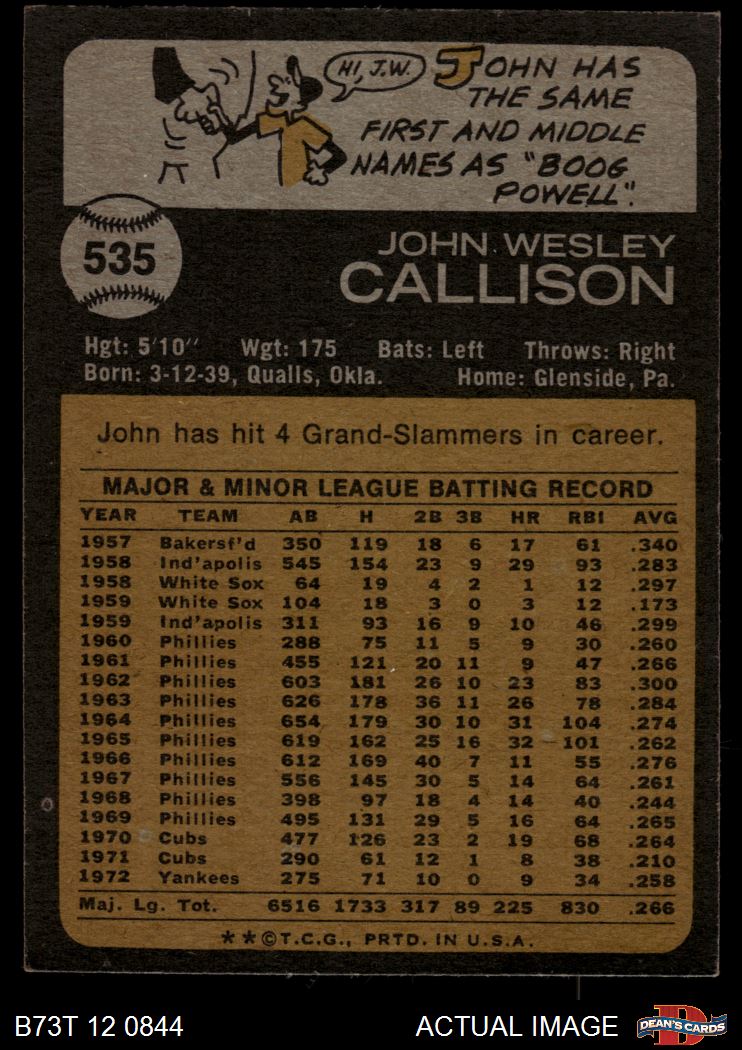 HI, J.W.
JOHN HAS
THE SAME
FIRST AND MIDDLE
NAMES AS "BOOG
POWELL".
535
JOHN WESLEY
CALLISON
Hgt: 5'10" Wgt: 175 Bats: Left Throws: Right
Born: 3-12-39, Qualls, Okla. Home: Glenside, Pa.
John has hit 4 Grand-Slammers in career.
MAJOR & MINOR LEAGUE BATTING RECORD
YEAR TEAM AB H 2B 3B HR RBI AVG
1957 Bakersf'd 350 119 18 6 17 61 .340
1958 Ind'apolis 545 154 23 9 29 93 .283
1958 White Sox 64 19 4 2 1 12 .297
1959 White Sox 104 18 3 0 3 12 .173
1959 Ind'apolis 311 93 16 9 10 46 .299
1960 Phillies 288 75 11 5 9 30 .260
1961 Phillies 455 121 20 11 9 47 .266
1962 Phillies 603 181 26 10 23 83 .300
1963 Phillies 626 178 36 11 26 78 .284
1964 Phillies 654 179 30 10 31 104 .274
1965 Phillies 619 162 25 16 32 101 .262
1966 Phillies 612 169 40 7 11 55 .276
1967 Phillies 556 145 30 5 14 64 .261
1968 Phillies 398 97 18 4 14 40 .244
1969 Phillies 495 131 29 5 16 64 .265
1970 Cubs 477 126 23 2 19 68 .264
1971 Cubs 290 61 12 1 8 38 .210
1972 Yankees 275 71 10 0 9 34 .258
Maj. Lg. Tot. 6516 1733 317 89 225 830 .266
**©T.C.G., PRTD. IN U.S.A.
B73T 12 0844 ACTUAL IMAGE
D
DEAN'S CARDS